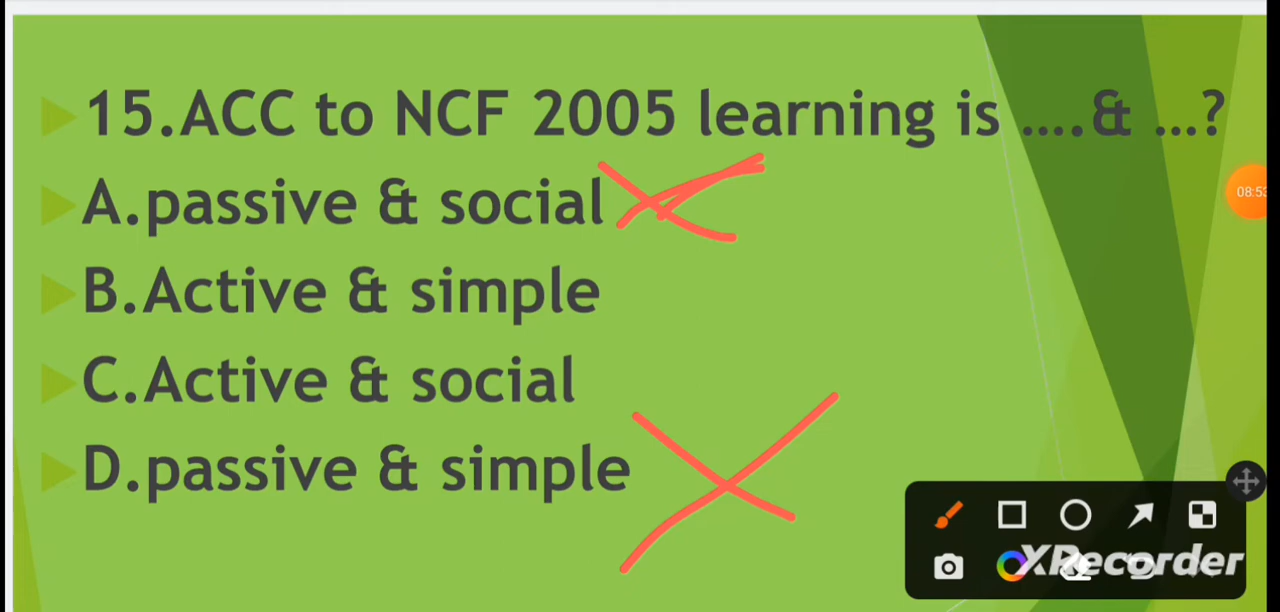 15.ACC to NCF 2005 learning is ....& ...?
A.passive & social
B.Active & simple
C.Active & social
D.passive & simple
08:53
XRecorder